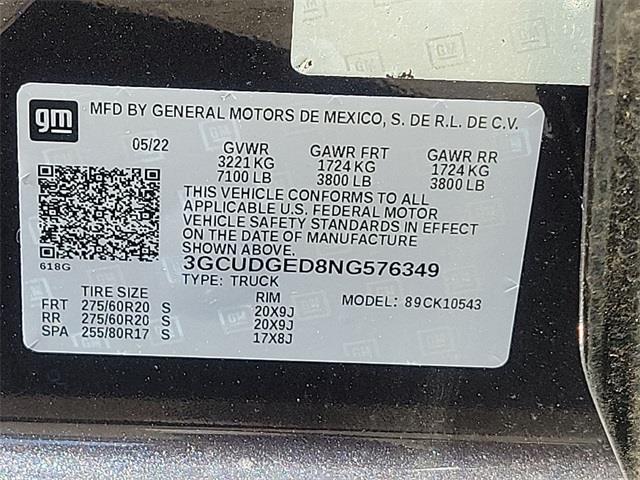 gm
MFD BY GENERAL MOTORS DE MEXICO, S. DE R.L. DE C.V.
05/22 GVWR GAWR FRT GAWR RR
3221 KG 1724 KG 1724 KG
7100 LB 3800 LB 3800 LB
THIS VEHICLE CONFORMS TO ALL
APPLICABLE U.S. FEDERAL MOTOR
VEHICLE SAFETY STANDARDS IN EFFECT
ON THE DATE OF MANUFACTURE
SHOWN ABOVE.
618G
3GCUDGED8NG576349
TYPE: TRUCK
TIRE SIZE RIM MODEL: 89CK10543
FRT 275/60R20 S 20X9J
RR 275/60R20 S 20X9J
SPA 255/80R17 S 17X8J